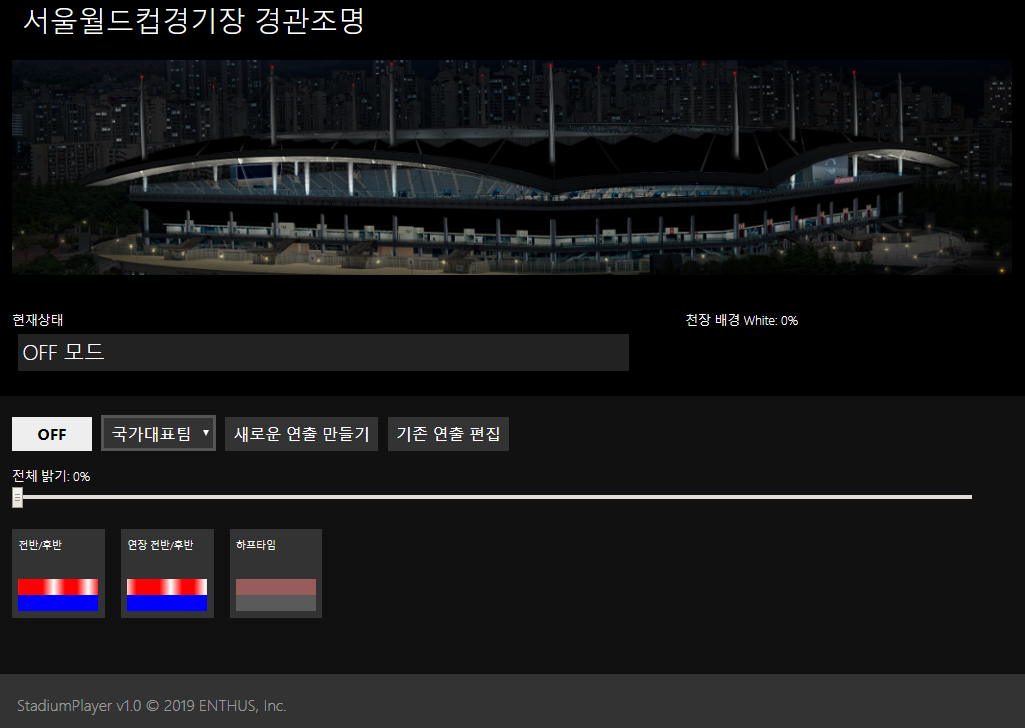 서울월드컵경기장 경관조명
현재상태
천장 배경 White: 0%
OFF 모드
OFF
국가대표팀
새로운 연출 만들기
기존 연출 편집
전체 밝기: 0%
전반/후반
연장 전반/후반
하프타임
StadiumPlayer v1.0 © 2019 ENTHUS, Inc.